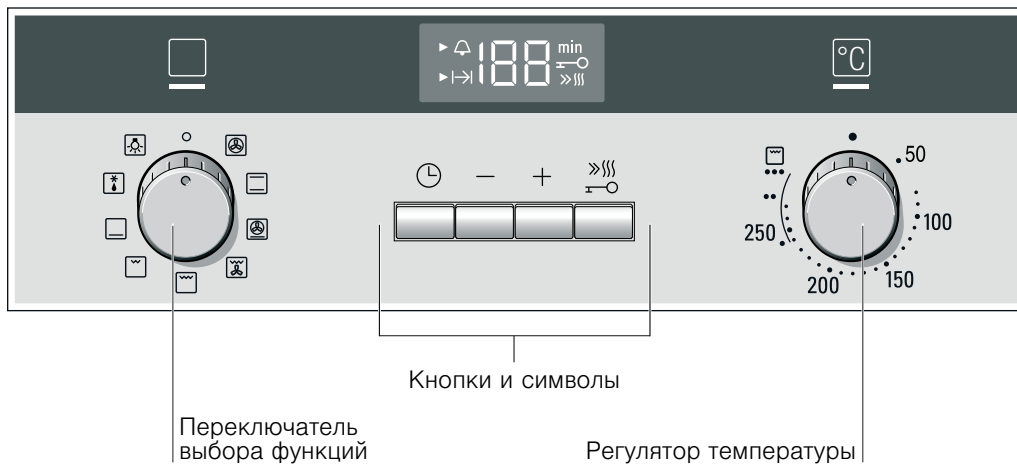 188 min
°C
50
100
150
200
250
Кнопки и символы
Переключатель
выбора функций
Регулятор температуры